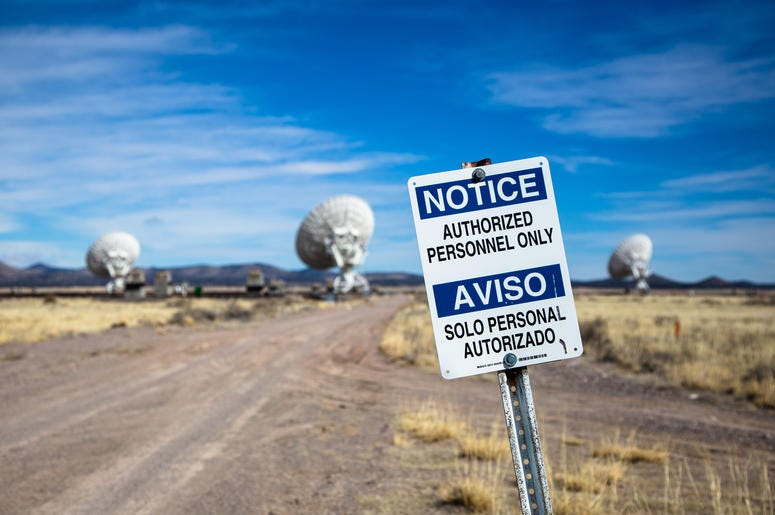 NOTICE
AUTHORIZED
PERSONNEL ONLY
AVISO
SOLO PERSONAL
AUTORIZADO